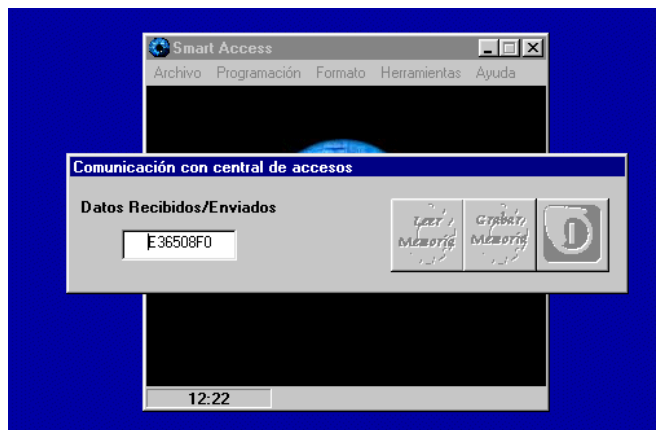 Smart Access
Archivo Programación Formato Herramientas Ayuda
Comunicación con central de accesos
Datos Recibidos/Enviados
E36508F0
Leer Grabar
Memoria Memoria
12:22